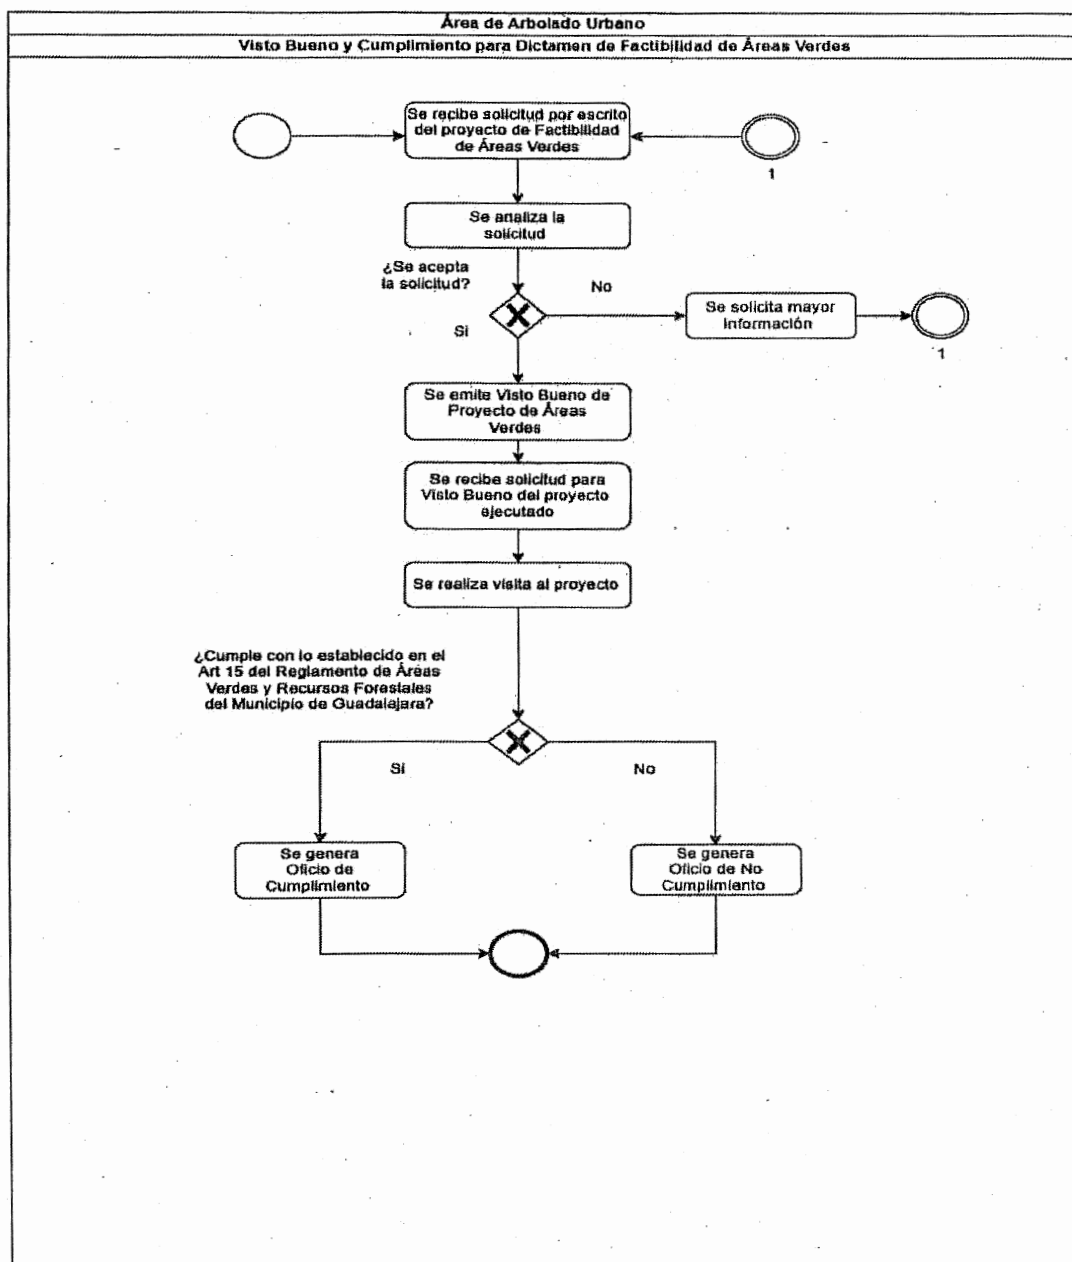 Área de Arbolado Urbano
Visto Bueno y Cumplimiento para Dictamen de Factibilidad de Áreas Verdes
Se recibe solicitud por escrito
del proyecto de Factibilidad
de Áreas Verdes
1
Se analiza la
solicitud
¿Se acepta
la solicitud?
No
Se solicita mayor
información
1
Si
Se emite Visto Bueno de
Proyecto de Áreas
Verdes
Se recibe solicitud para
Visto Bueno del proyecto
ejecutado
Se realiza visita al proyecto
¿Cumple con lo establecido en el
Art 15 del Reglamento de Áreas
Verdes y Recursos Forestales
del Municipio de Guadalajara?
Si
No
Se genera
Oficio de
Cumplimiento
Se genera
Oficio de No
Cumplimiento